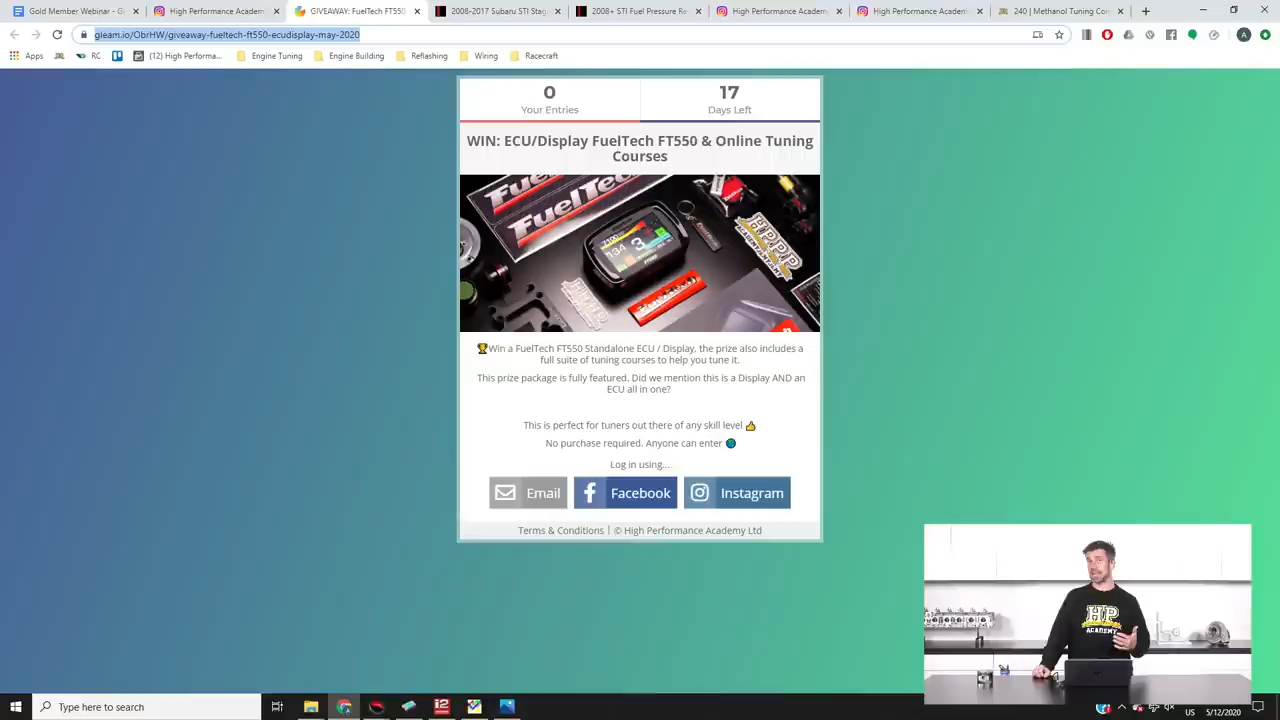 Gold Member Webinar - G
High Performance Academ
GIVEAWAY: FuelTech FT550
2008-2017 Subaru STI Stag
2008+ STI Fuel Pressure Re
High Performance Academ
High Performance Academ
240 | Methanol Tuning Con
gleam.io/ObrHW/giveaway-fueltech-ft550-ecudisplay-may-2020
A
Apps
RC
(12) High Performa...
Engine Tuning
Engine Building
Reflashing
Wiring
Racecraft
0
Your Entries
17
Days Left
WIN: ECU/Display FuelTech FT550 & Online Tuning
Courses
FuelTech
FuelTech
134 3
🏆Win a FuelTech FT550 Standalone ECU / Display, the prize also includes a
full suite of tuning courses to help you tune it.
This prize package is fully featured. Did we mention this is a Display AND an
ECU all in one?
This is perfect for tuners out there of any skill level 👍
No purchase required. Anyone can enter 🌎
Log in using...
Email
Facebook
Instagram
Terms & Conditions | © High Performance Academy Ltd
HP
ACADEMY
Type here to search
US
5/12/2020